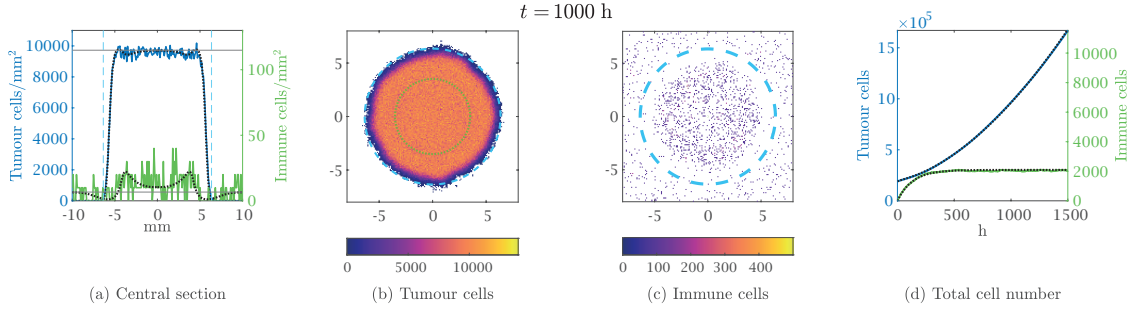 t = 1000 h
Tumour cells/mm²
10000
8000
6000
4000
2000
0
Immune cells/mm²
100
50
0
-10 -5 0 5 10
mm
5
0
-5
-5 0 5
0 5000 10000
5
0
-5
-5 0 5
0 100 200 300 400
×10⁵
Tumour cells
15
10
5
0
Immune cells
10000
8000
6000
4000
2000
0
0 500 1000 1500
h
(a) Central section
(b) Tumour cells
(c) Immune cells
(d) Total cell number